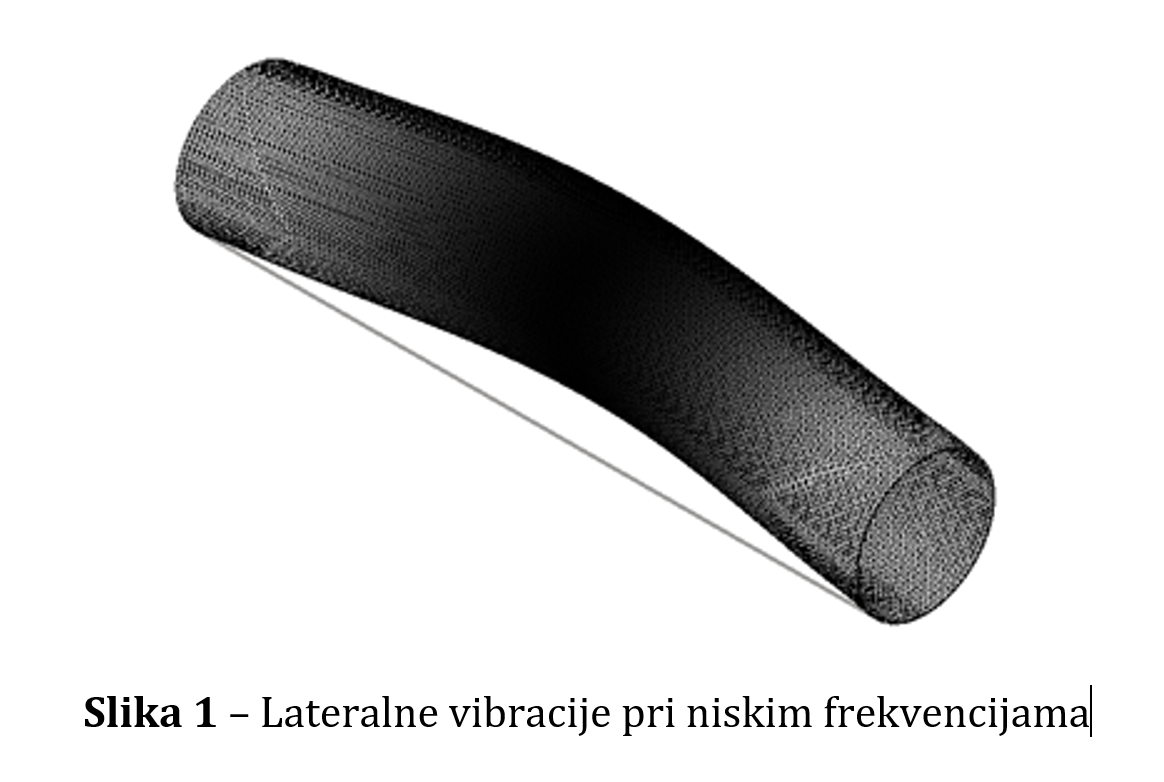 Slika 1 – Lateralne vibracije pri niskim frekvencijama